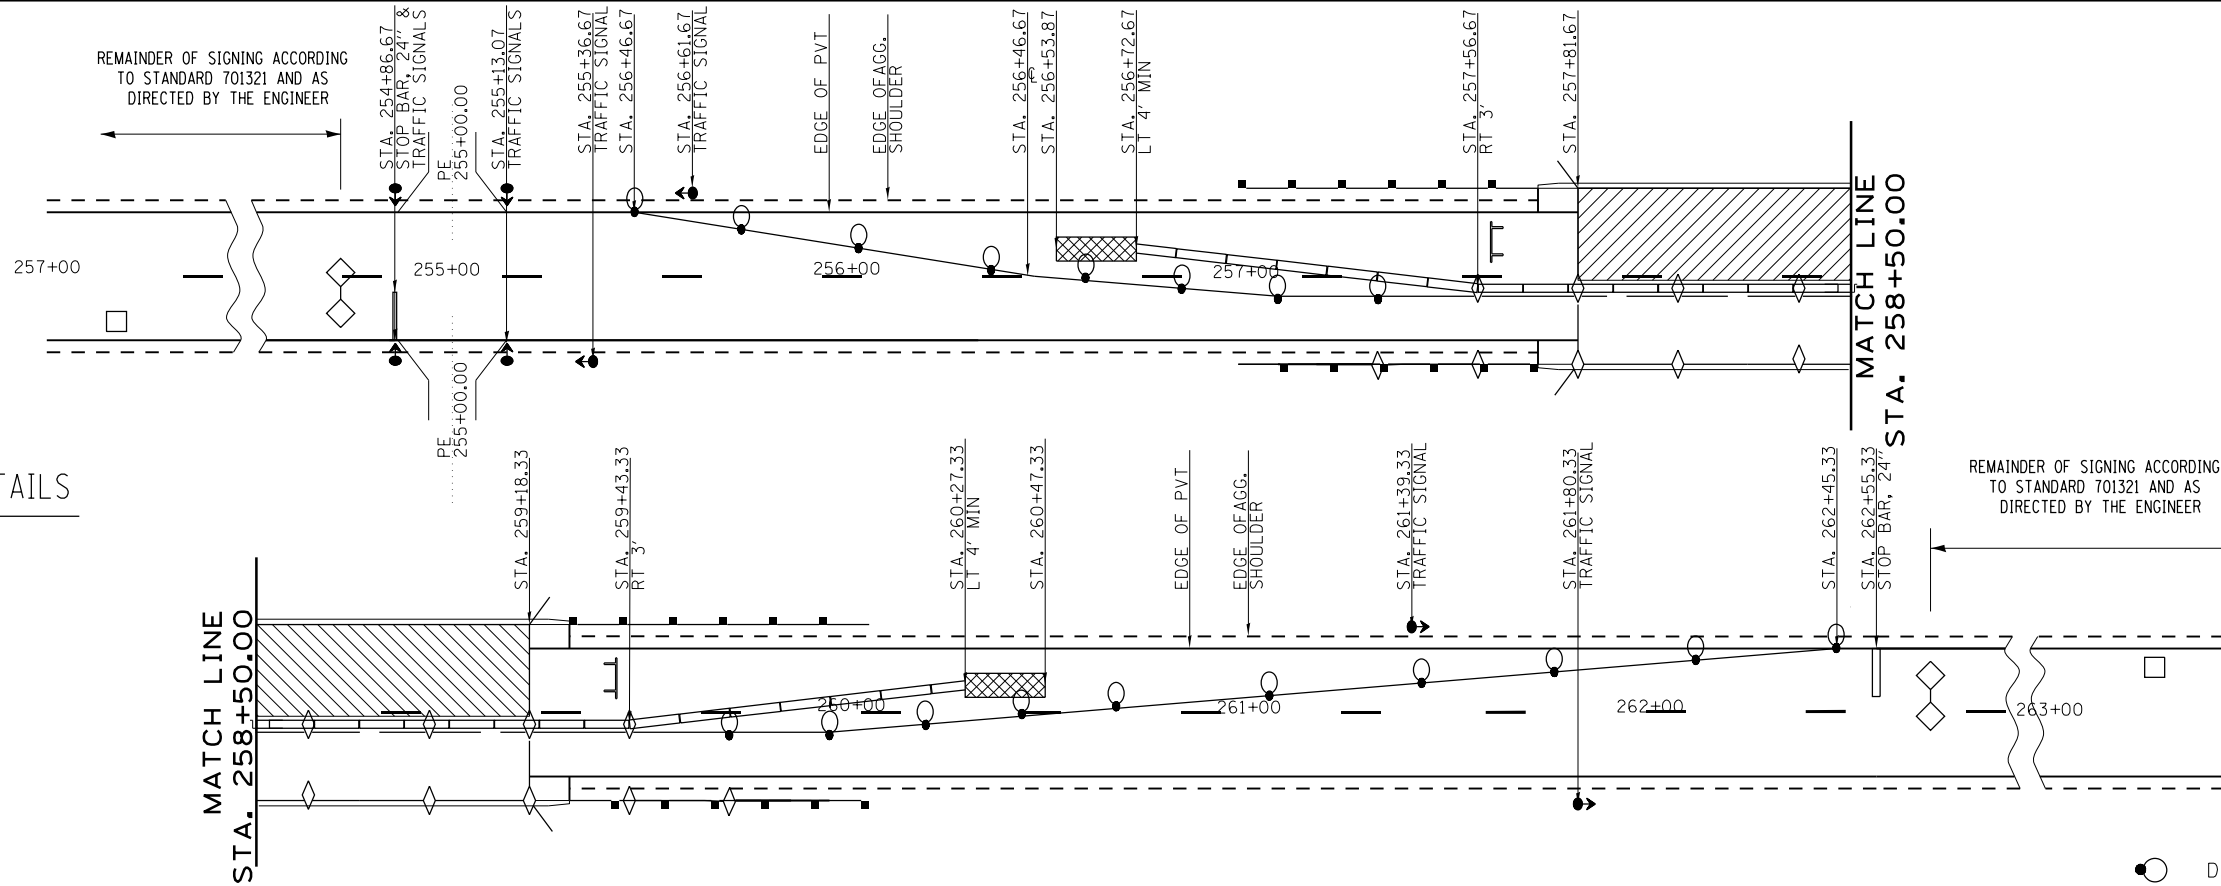 REMAINDER OF SIGNING ACCORDING
TO STANDARD 701321 AND AS
DIRECTED BY THE ENGINEER
STA. 254+86.67
STOP BAR, 24" &
TRAFFIC SIGNALS
PE
255+00.00
STA. 255+13.07
TRAFFIC SIGNALS
STA. 255+36.67
TRAFFIC SIGNAL
STA. 256+46.67
STA. 256+61.67
TRAFFIC SIGNAL
EDGE OF PVT
EDGE OF AGG.
SHOULDER
STA. 256+46.67
STA. 256+53.87
STA. 256+72.67
LT 4' MIN
STA. 257+56.67
RT 3'
STA. 257+81.67
257+00
255+00
256+00
257+00
MATCH LINE
STA. 258+50.00
PE
255+00.00
TAILS
STA. 259+18.33
STA. 259+43.33
RT 3'
STA. 260+27.33
LT 4' MIN
STA. 260+47.33
EDGE OF PVT
EDGE OF AGG.
SHOULDER
STA. 261+39.33
TRAFFIC SIGNAL
STA. 261+80.33
TRAFFIC SIGNAL
STA. 262+45.33
STA. 262+55.33
STOP BAR, 24"
REMAINDER OF SIGNING ACCORDING
TO STANDARD 701321 AND AS
DIRECTED BY THE ENGINEER
MATCH LINE
STA. 258+50.00
260+00
261+00
262+00
263+00
D